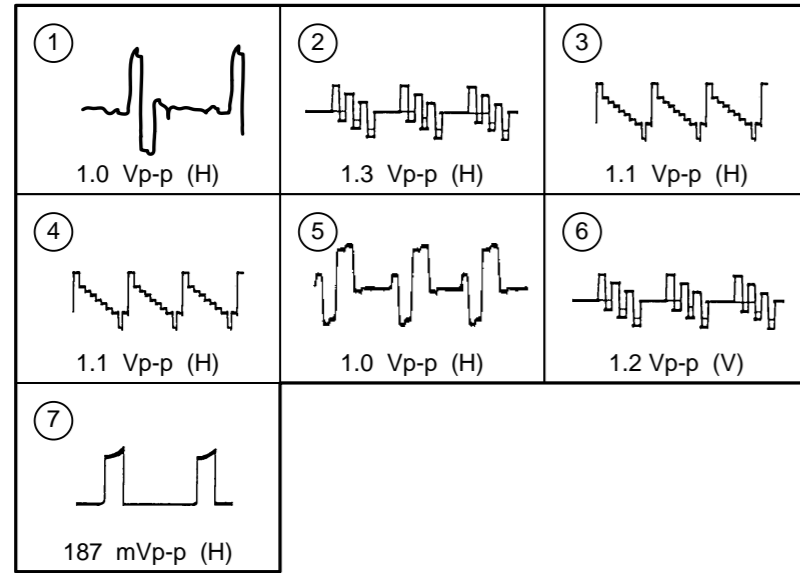 1
1.0 Vp-p (H)
2
1.3 Vp-p (H)
3
1.1 Vp-p (H)
4
1.1 Vp-p (H)
5
1.0 Vp-p (H)
6
1.2 Vp-p (V)
7
187 mVp-p (H)